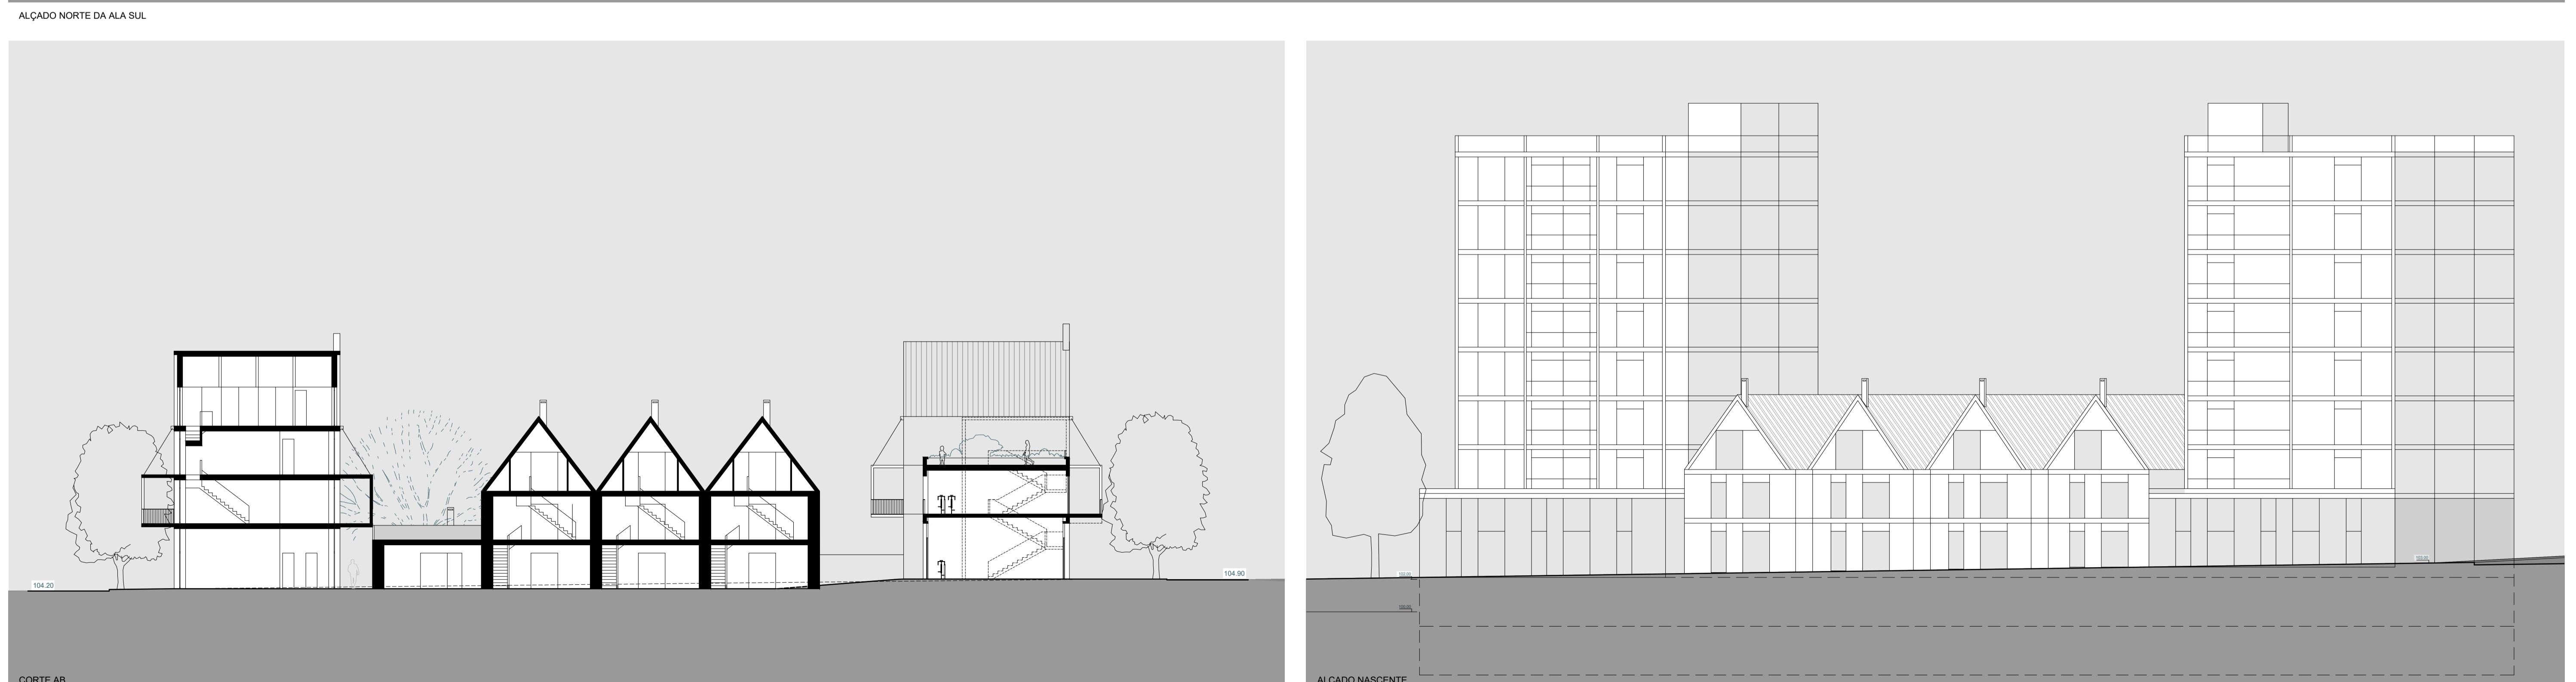 ALÇADO NORTE DA ALA SUL
104.20
104.90
CORTE AB
ALÇADO NASCENTE